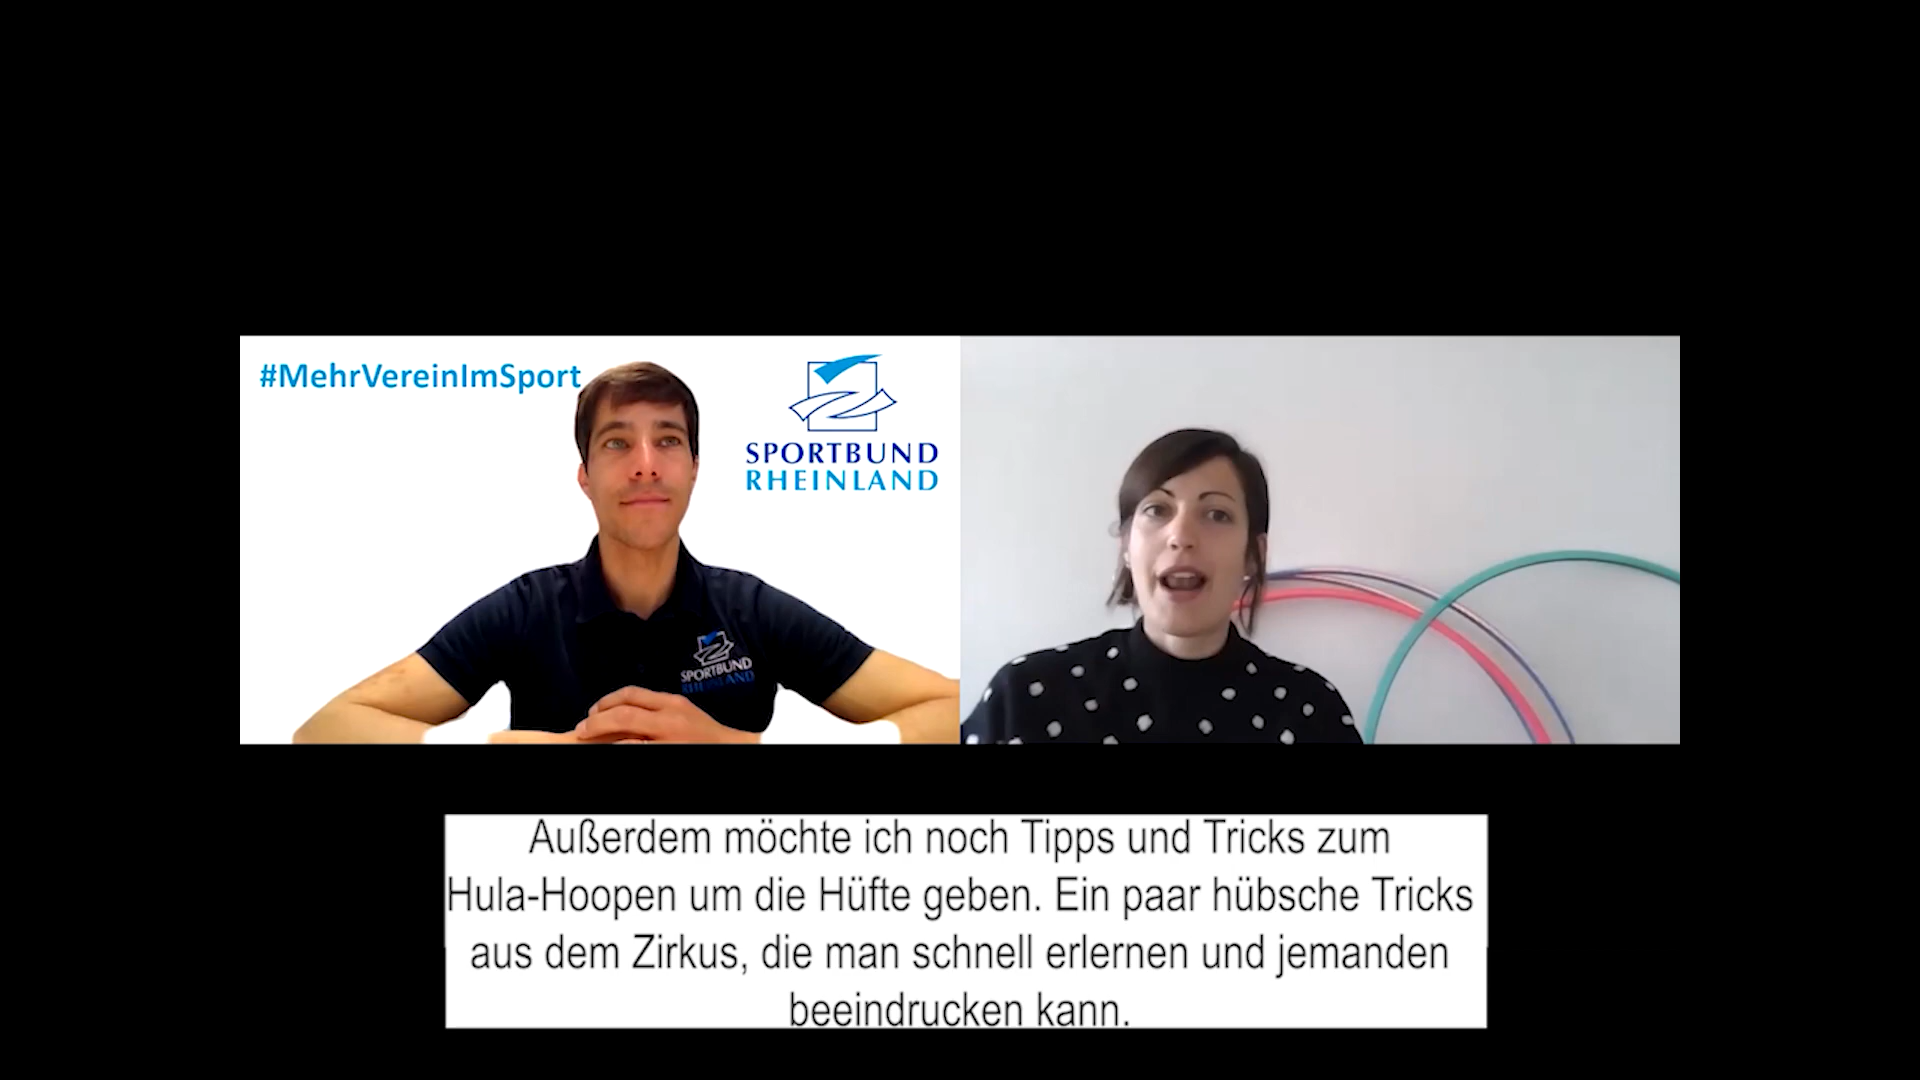 #MehrVereinImSport
SPORTBUND
RHEINLAND
SPORTBUND
RHEINLAND
Außerdem möchte ich noch Tipps und Tricks zum
Hula-Hoopen um die Hüfte geben. Ein paar hübsche Tricks
aus dem Zirkus, die man schnell erlernen und jemanden
beeindrucken kann.